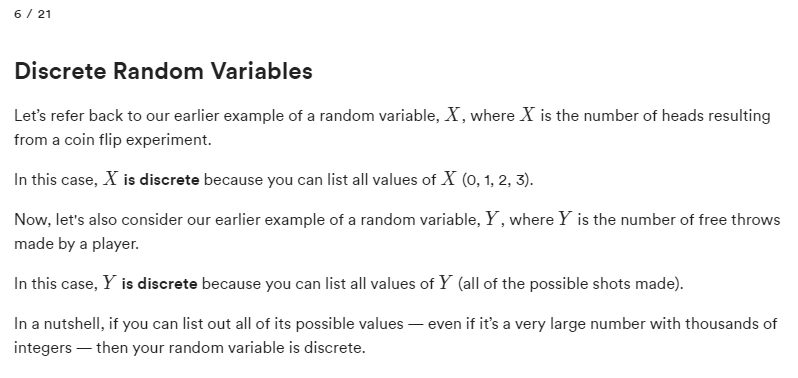 6 / 21
Discrete Random Variables
Let’s refer back to our earlier example of a random variable, X, where X is the number of heads resulting
from a coin flip experiment.
In this case, X is discrete because you can list all values of X (0, 1, 2, 3).
Now, let's also consider our earlier example of a random variable, Y, where Y is the number of free throws
made by a player.
In this case, Y is discrete because you can list all values of Y (all of the possible shots made).
In a nutshell, if you can list out all of its possible values — even if it’s a very large number with thousands of
integers — then your random variable is discrete.